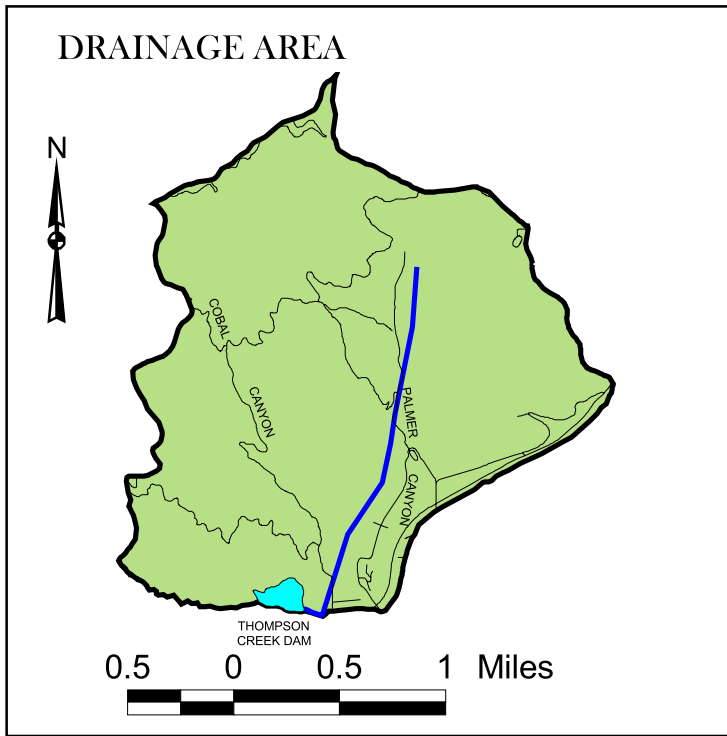 DRAINAGE AREA
N
COBAL
CANYON
PALMER
CANYON
THOMPSON
CREEK DAM
0.5 0 0.5 1 Miles